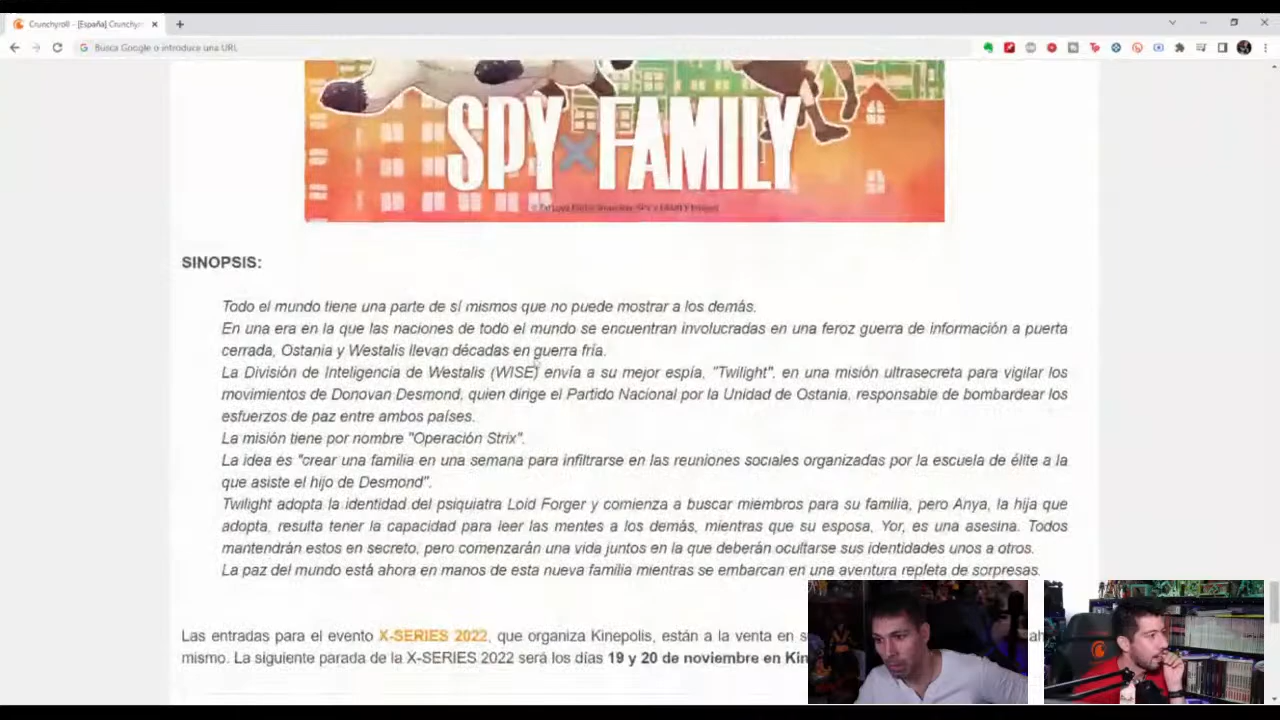 Crunchyroll - [España] Crunchyr
Busca Google o introduce una URL
SPY×FAMILY
SINOPSIS:
Todo el mundo tiene una parte de sí mismos que no puede mostrar a los demás.
En una era en la que las naciones de todo el mundo se encuentran involucradas en una feroz guerra de información a puerta
cerrada, Ostania y Westalis llevan décadas en guerra fría.
La División de Inteligencia de Westalis (WISE) envía a su mejor espía, "Twilight", en una misión ultrasecreta para vigilar los
movimientos de Donovan Desmond, quien dirige el Partido Nacional por la Unidad de Ostania, responsable de bombardear los
esfuerzos de paz entre ambos países.
La misión tiene por nombre "Operación Strix".
La idea es "crear una familia en una semana para infiltrarse en las reuniones sociales organizadas por la escuela de élite a la
que asiste el hijo de Desmond".
Twilight adopta la identidad del psiquiatra Loid Forger y comienza a buscar miembros para su familia, pero Anya, la hija que
adopta, resulta tener la capacidad para leer las mentes a los demás, mientras que su esposa, Yor, es una asesina. Todos
mantendrán estos en secreto, pero comenzarán una vida juntos en la que deberán ocultarse sus identidades unos a otros.
La paz del mundo está ahora en manos de esta nueva familia mientras se embarcan en una aventura repleta de sorpresas.
Las entradas para el evento X-SERIES 2022, que organiza Kinepolis, están a la venta en
mismo. La siguiente parada de la X-SERIES 2022 será los días 19 y 20 de noviembre en